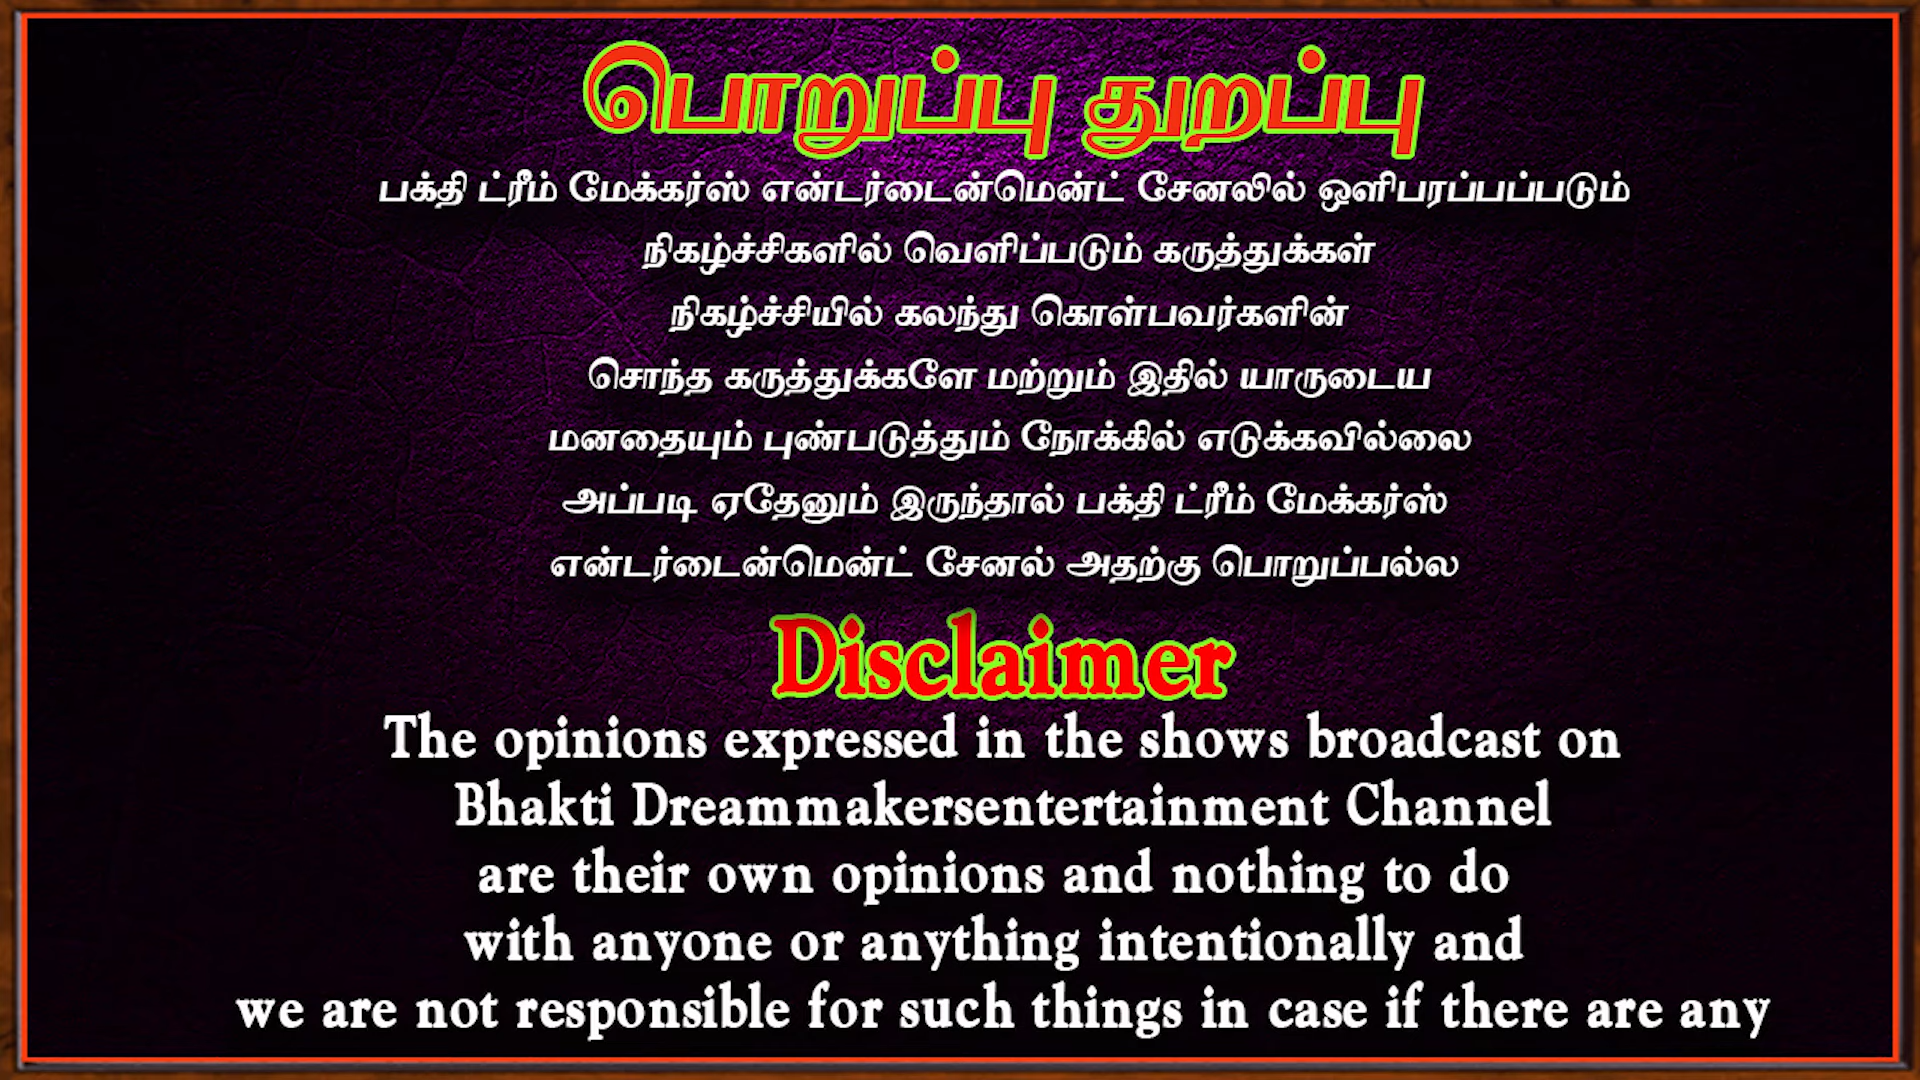 பொறுப்பு துறப்பு
பக்தி ட்ரீம் மேக்கர்ஸ் என்டர்டைன்மென்ட் சேனலில் ஒளிபரப்பப்படும்
நிகழ்ச்சிகளில் வெளிப்படும் கருத்துக்கள்
நிகழ்ச்சியில் கலந்து கொள்பவர்களின்
சொந்த கருத்துக்களே மற்றும் இதில் யாருடைய
மனதையும் புண்படுத்தும் நோக்கில் எடுக்கவில்லை
அப்படி ஏதேனும் இருந்தால் பக்தி ட்ரீம் மேக்கர்ஸ்
என்டர்டைன்மென்ட் சேனல் அதற்கு பொறுப்பல்ல
Disclaimer
The opinions expressed in the shows broadcast on
Bhakti Dreammakersentertainment Channel
are their own opinions and nothing to do
with anyone or anything intentionally and
we are not responsible for such things in case if there are any